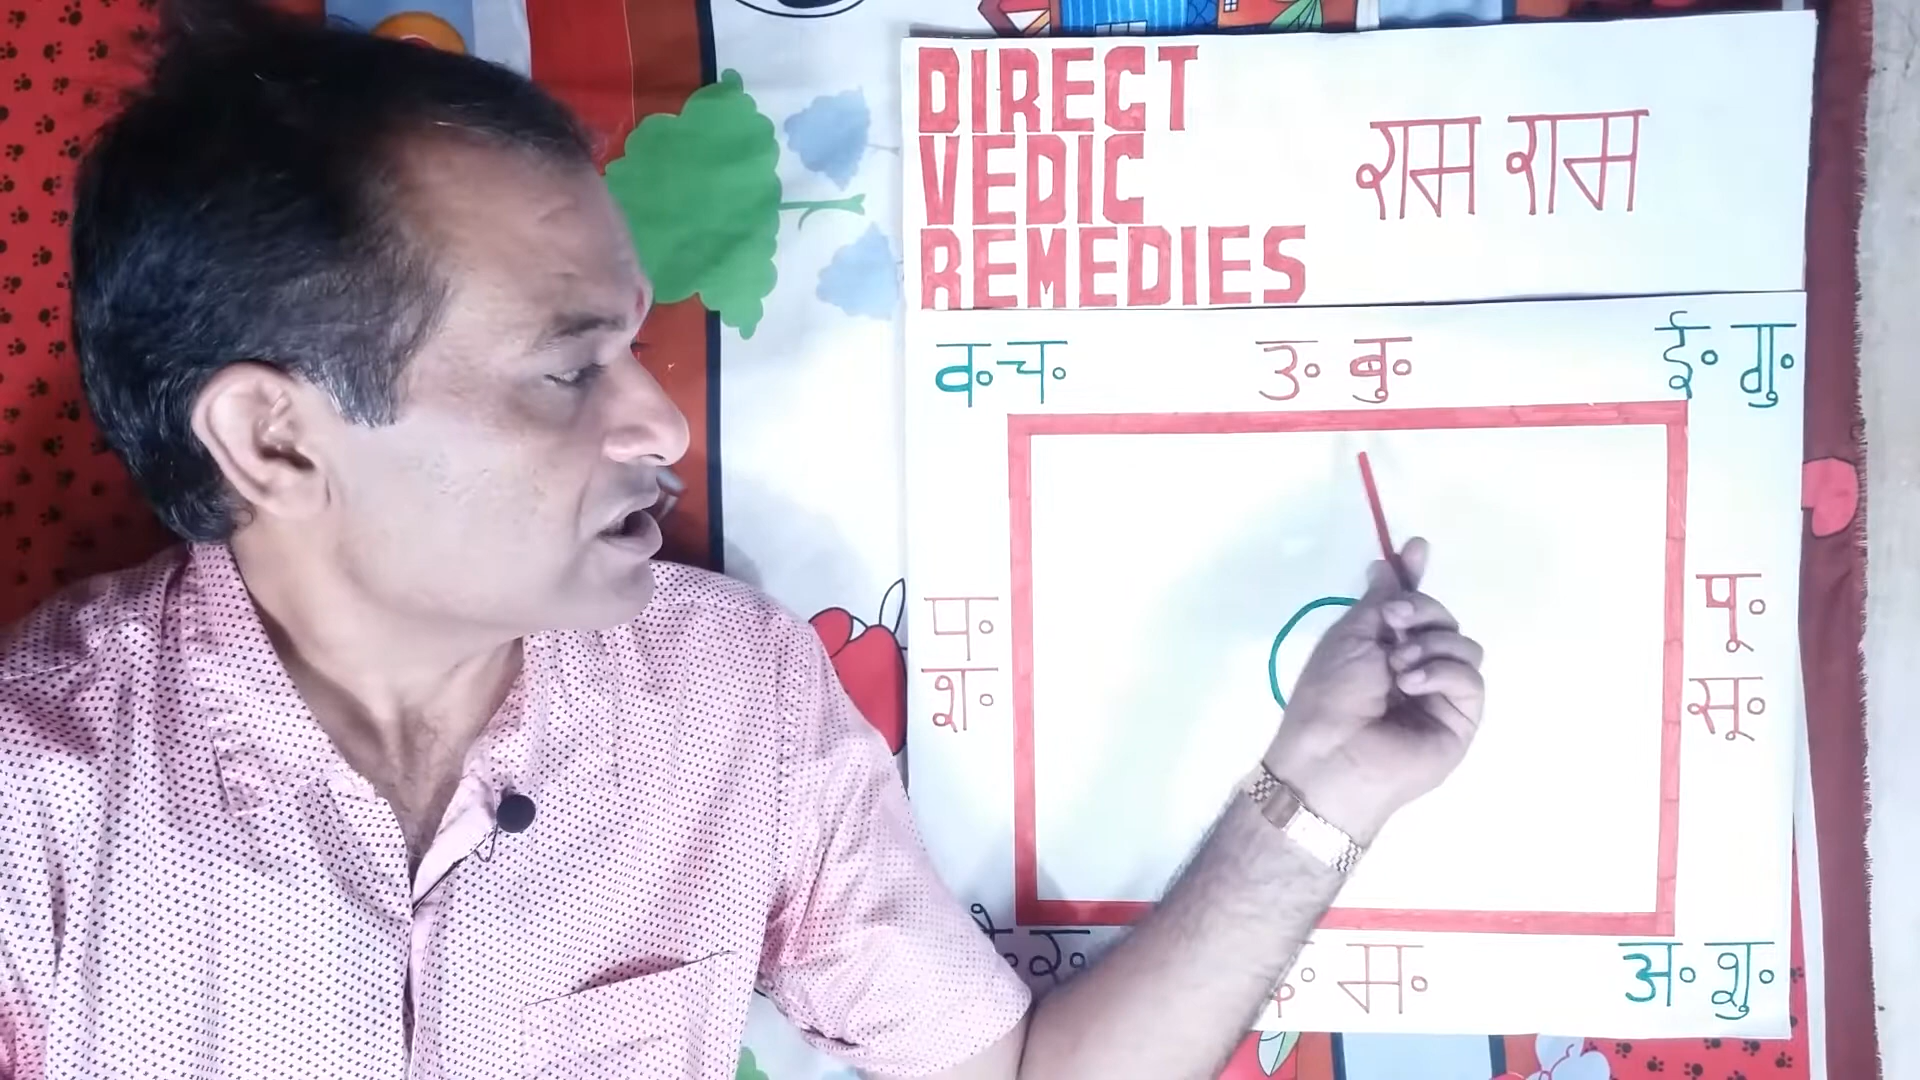 DIRECT
VEDIC
REMEDIES
राम राम
व॰ च॰
उ॰ बु॰
ई॰ गु॰
प॰
श॰
पू॰
सू॰
रा॰
म॰
अ॰ शु॰